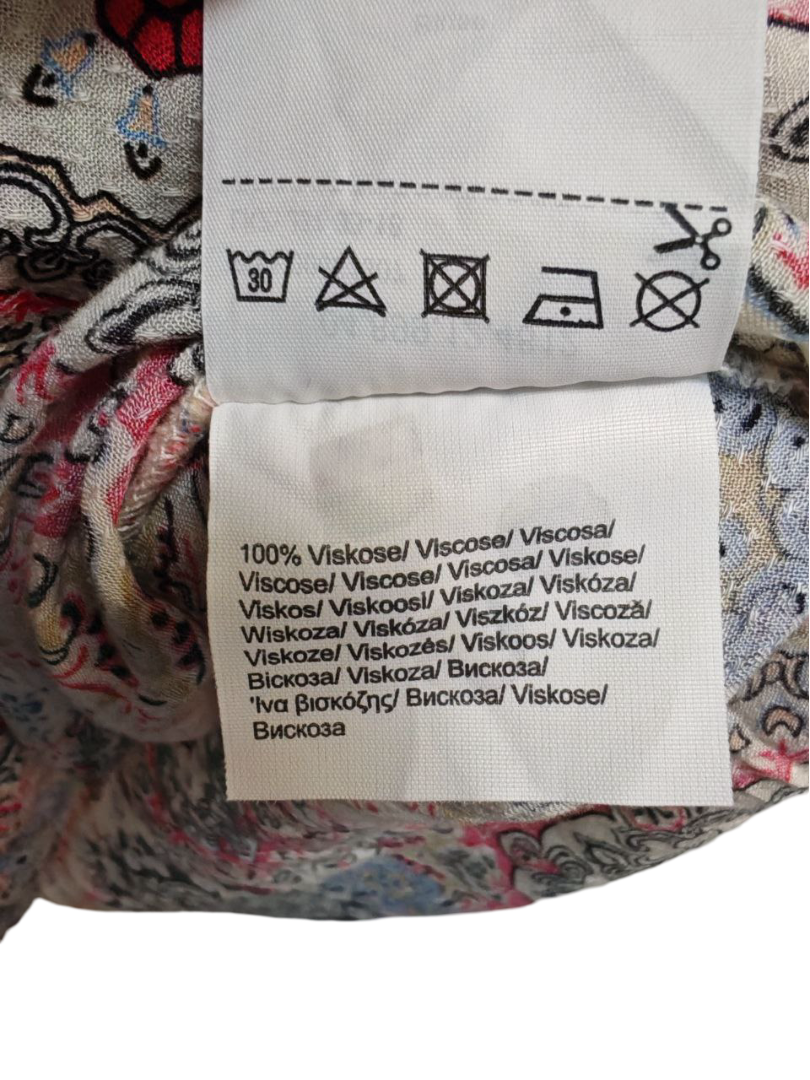 30
100% Viskose/ Viscose/ Viscosa/
Viscose/ Viscose/ Viscosa/ Viskose/
Viskos/ Viskoosi/ Viskoza/ Viskóza/
Wiskoza/ Viskóza/ Viszkóz/ Viscoză/
Viskoze/ Viskozės/ Viskoos/ Viskoza/
Віскоза/ Viskoza/ Вискоза/
'Ινα βισκόζης/ Вискоза/ Viskose/
Вискоза